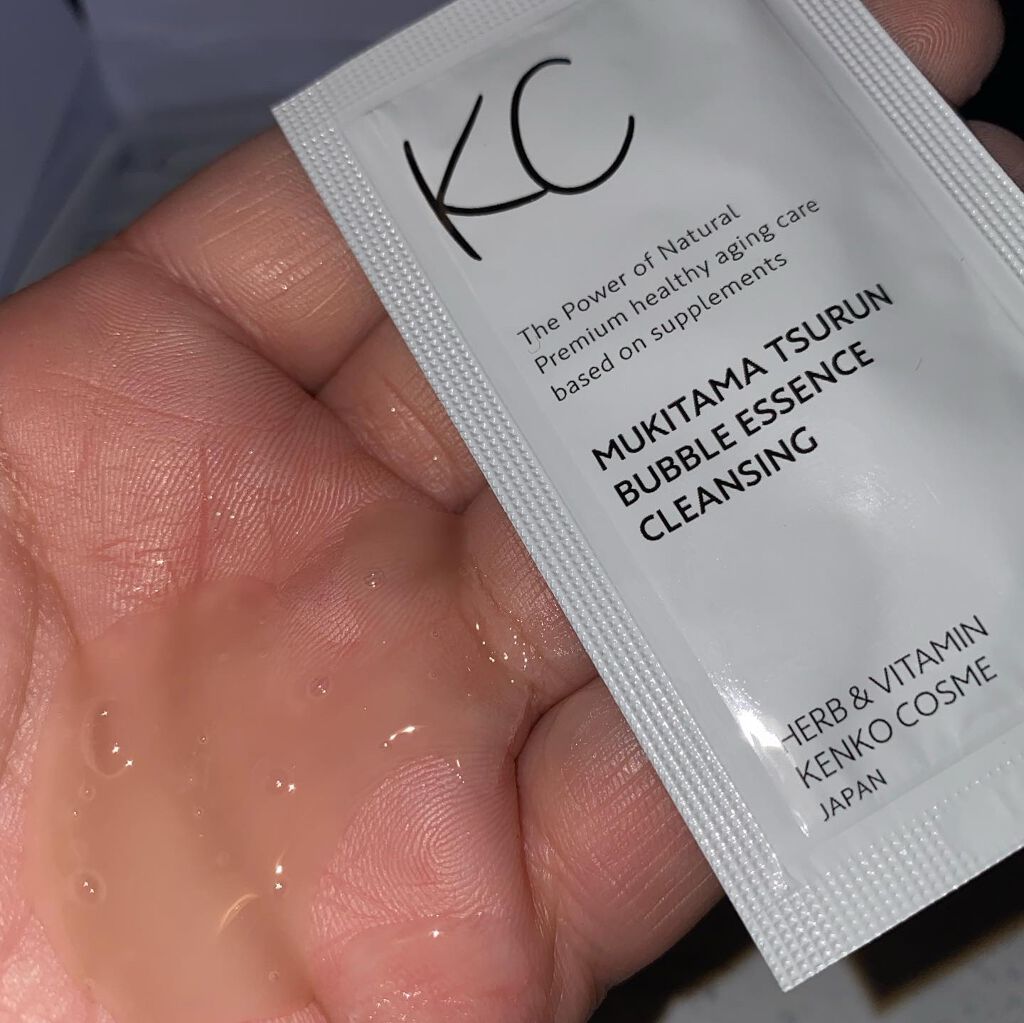 KC
The Power of Natural
Premium healthy aging care
based on supplements
MUKITAMA TSURUN
BUBBLE ESSENCE
CLEANSING
HERB & VITAMIN
KENKO COSME
JAPAN